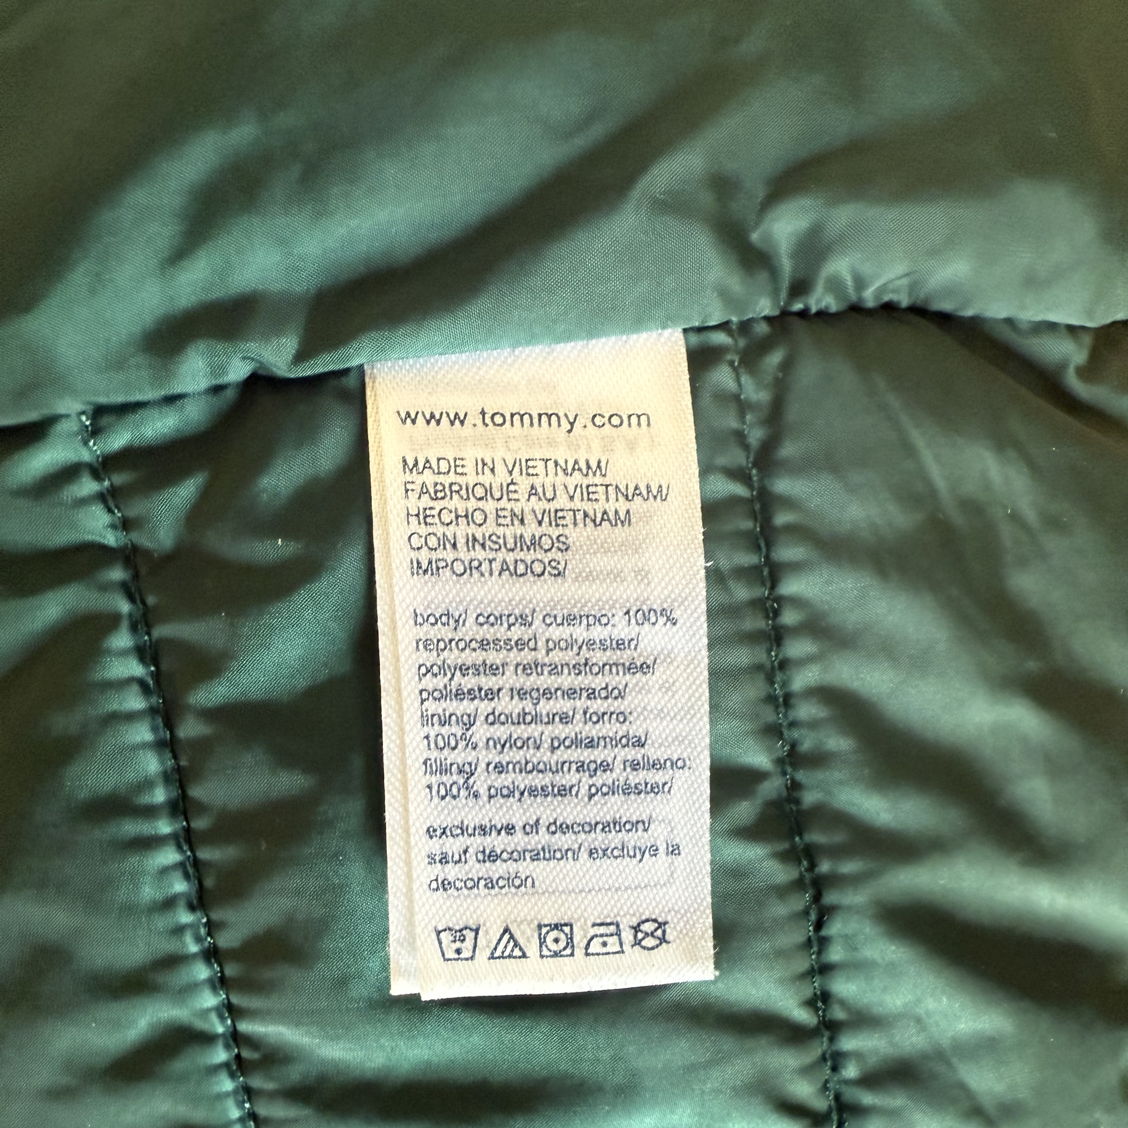 www.tommy.com
MADE IN VIETNAM/
FABRIQUÉ AU VIETNAM/
HECHO EN VIETNAM
CON INSUMOS
IMPORTADOS/
body/ corps/ cuerpo: 100%
reprocessed polyester/
polyester retransformée/
poliéster regenerado/
lining/ doublure/ forro:
100% nylon/ poliamida/
filling/ rembourrage/ relleno:
100% polyester/ poliéster/
exclusive of decoration/
sauf décoration/ excluye la
decoración
30